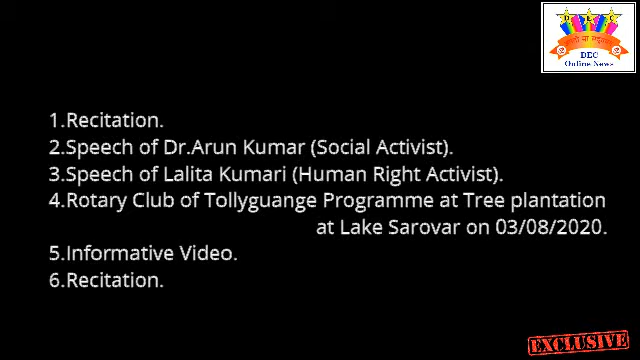 DEC
DEC
Online News
1.Recitation.
2.Speech of Dr.Arun Kumar (Social Activist).
3.Speech of Lalita Kumari (Human Right Activist).
4.Rotary Club of Tollyguange Programme at Tree plantation
at Lake Sarovar on 03/08/2020.
5.Informative Video.
6.Recitation.
EXCLUSIVE